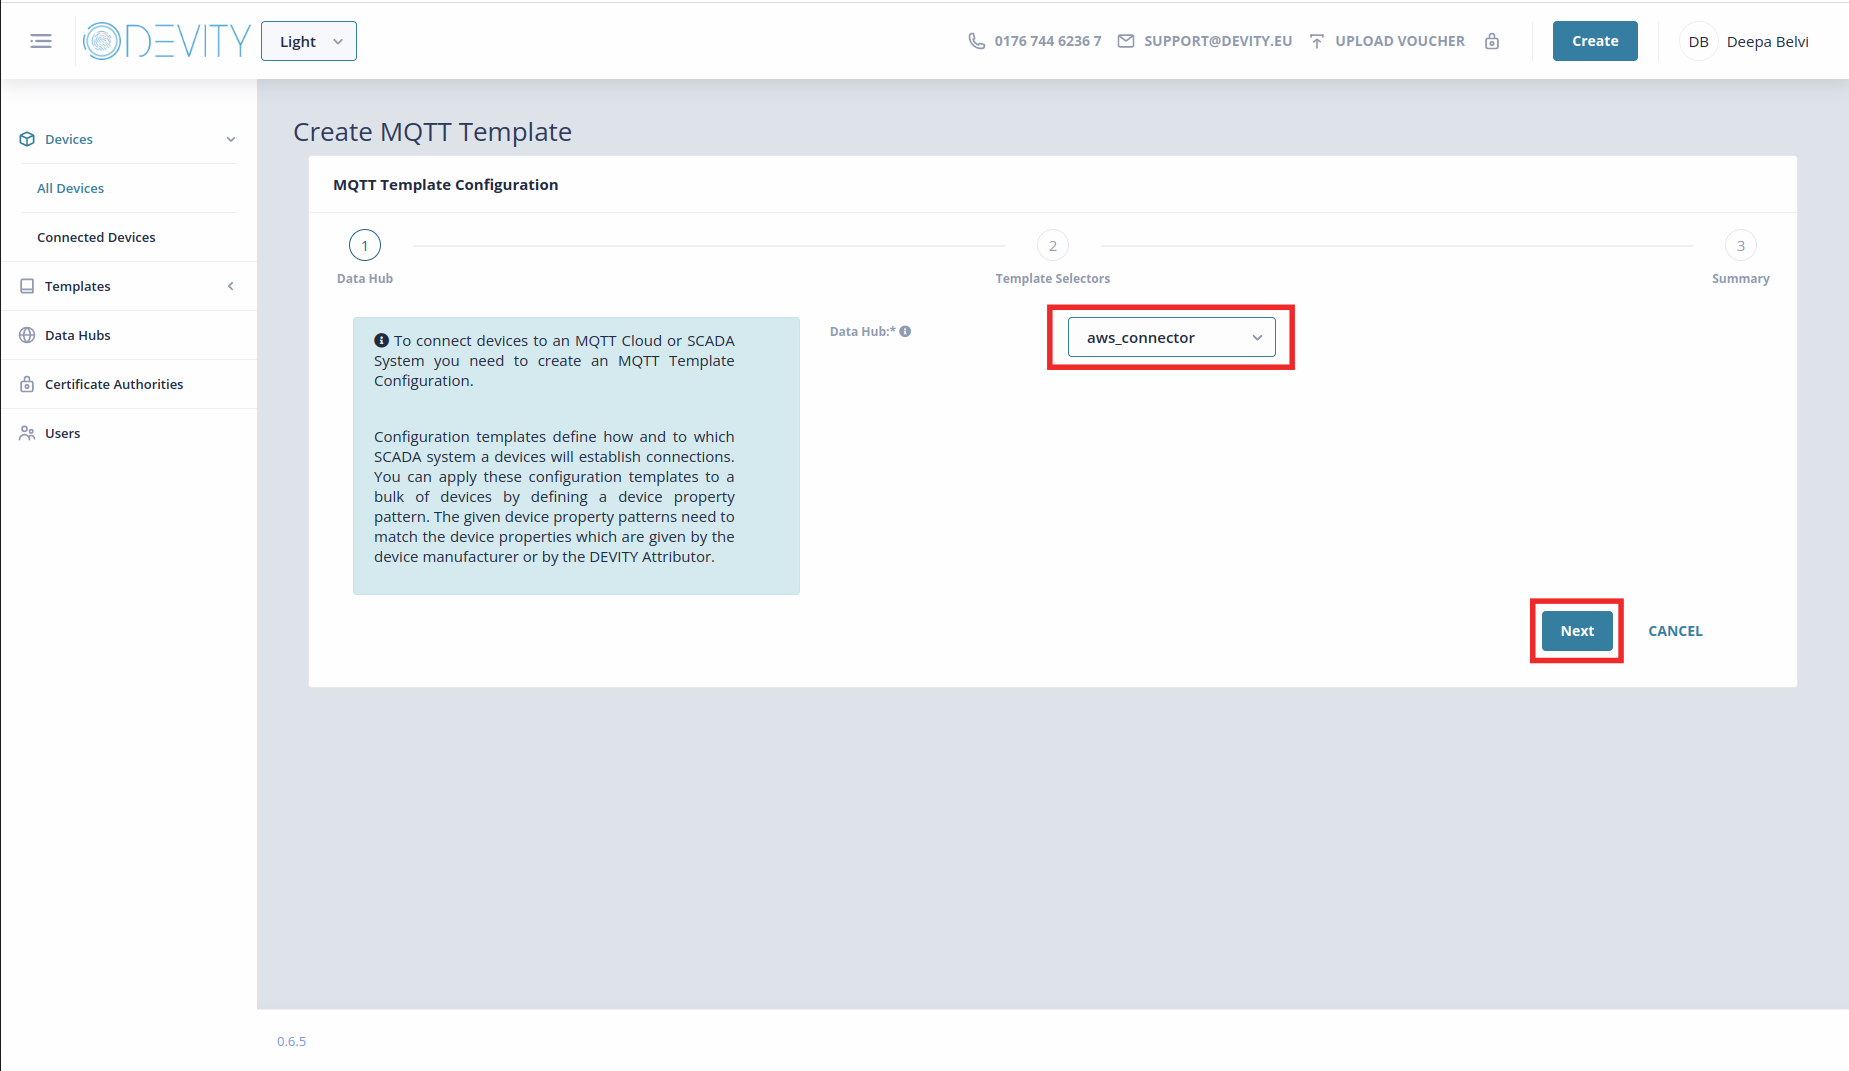 DEVITY
Light
0176 744 6236 7
SUPPORT@DEVITY.EU
UPLOAD VOUCHER
Create
DB
Deepa Belvi
Devices
All Devices
Connected Devices
Templates
Data Hubs
Certificate Authorities
Users
Create MQTT Template
MQTT Template Configuration
1
Data Hub
2
Template Selectors
3
Summary
To connect devices to an MQTT Cloud or SCADA
System you need to create an MQTT Template
Configuration.
Configuration templates define how and to which
SCADA system a devices will establish connections.
You can apply these configuration templates to a
bulk of devices by defining a device property
pattern. The given device property patterns need to
match the device properties which are given by the
device manufacturer or by the DEVITY Attributor.
Data Hub:*
aws_connector
Next
CANCEL
0.6.5